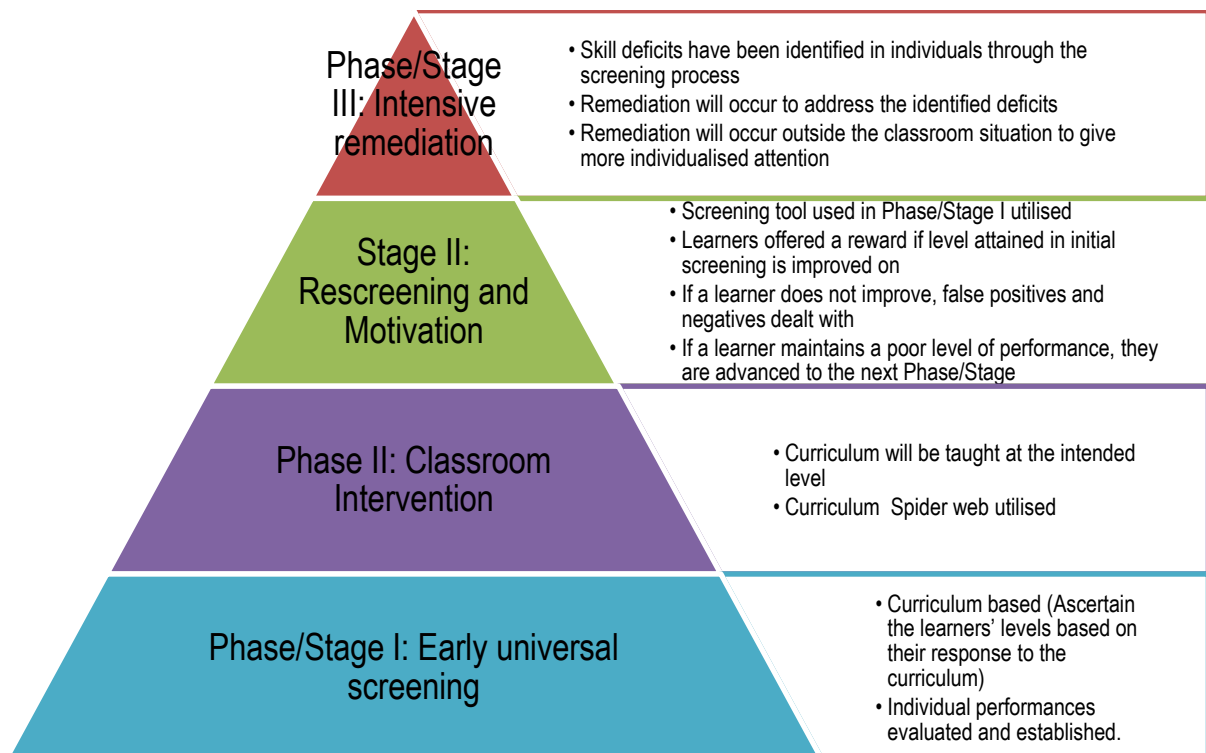 Phase/Stage
III: Intensive
remediation
• Skill deficits have been identified in individuals through the
screening process
• Remediation will occur to address the identified deficits
• Remediation will occur outside the classroom situation to give
more individualised attention
Stage II:
Rescreening and
Motivation
• Screening tool used in Phase/Stage I utilised
• Learners offered a reward if level attained in initial
screening is improved on
• If a learner does not improve, false positives and
negatives dealt with
• If a learner maintains a poor level of performance, they
are advanced to the next Phase/Stage
Phase II: Classroom
Intervention
• Curriculum will be taught at the intended
level
• Curriculum  Spider web utilised
Phase/Stage I: Early universal
screening
• Curriculum based (Ascertain
the learners’ levels based on
their response to the
curriculum)
• Individual performances
evaluated and established.